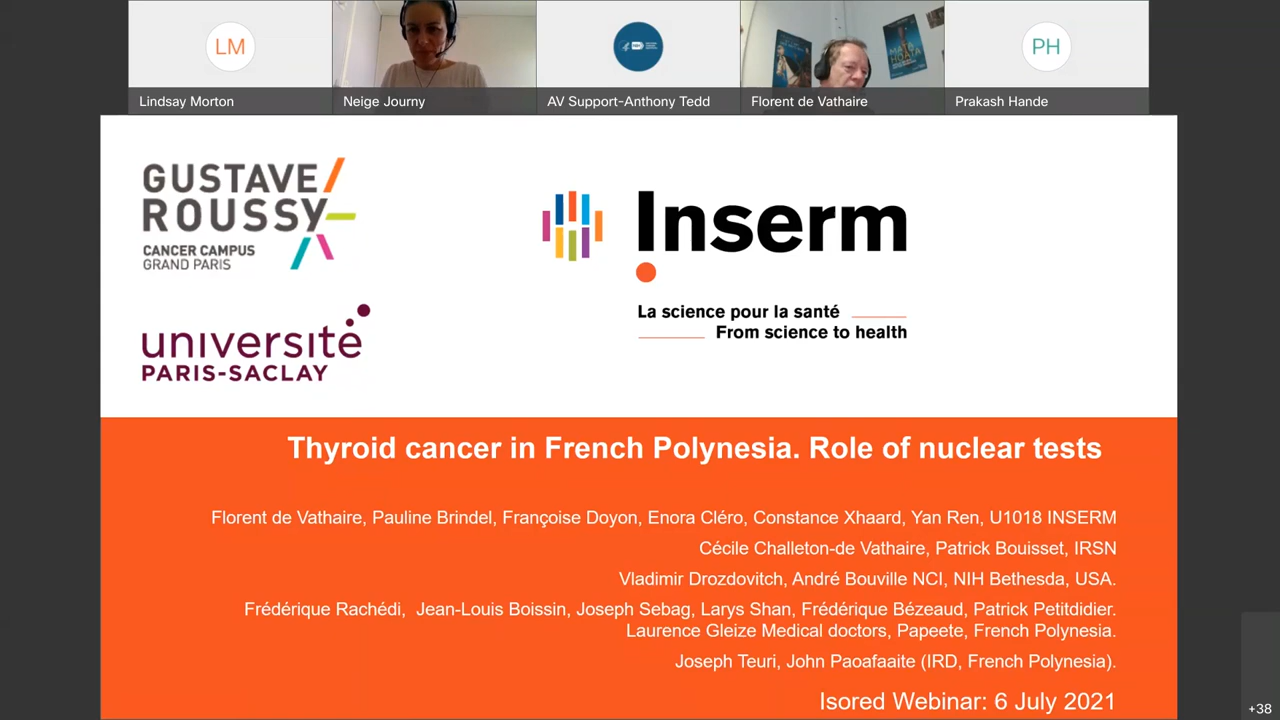 LM
PH
Lindsay Morton
Neige Journy
AV Support-Anthony Tedd
Florent de Vathaire
Prakash Hande
GUSTAVE
ROUSSY
CANCER CAMPUS
GRAND PARIS
université
PARIS-SACLAY
Inserm
La science pour la santé
From science to health
Thyroid cancer in French Polynesia. Role of nuclear tests
Florent de Vathaire, Pauline Brindel, Françoise Doyon, Enora Cléro, Constance Xhaard, Yan Ren, U1018 INSERM
Cécile Challeton-de Vathaire, Patrick Bouisset, IRSN
Vladimir Drozdovitch, André Bouville NCI, NIH Bethesda, USA.
Frédérique Rachédi, Jean-Louis Boissin, Joseph Sebag, Larys Shan, Frédérique Bézeaud, Patrick Petitdidier.
Laurence Gleize Medical doctors, Papeete, French Polynesia.
Joseph Teuri, John Paoafaaite (IRD, French Polynesia).
Isored Webinar: 6 July 2021
+38